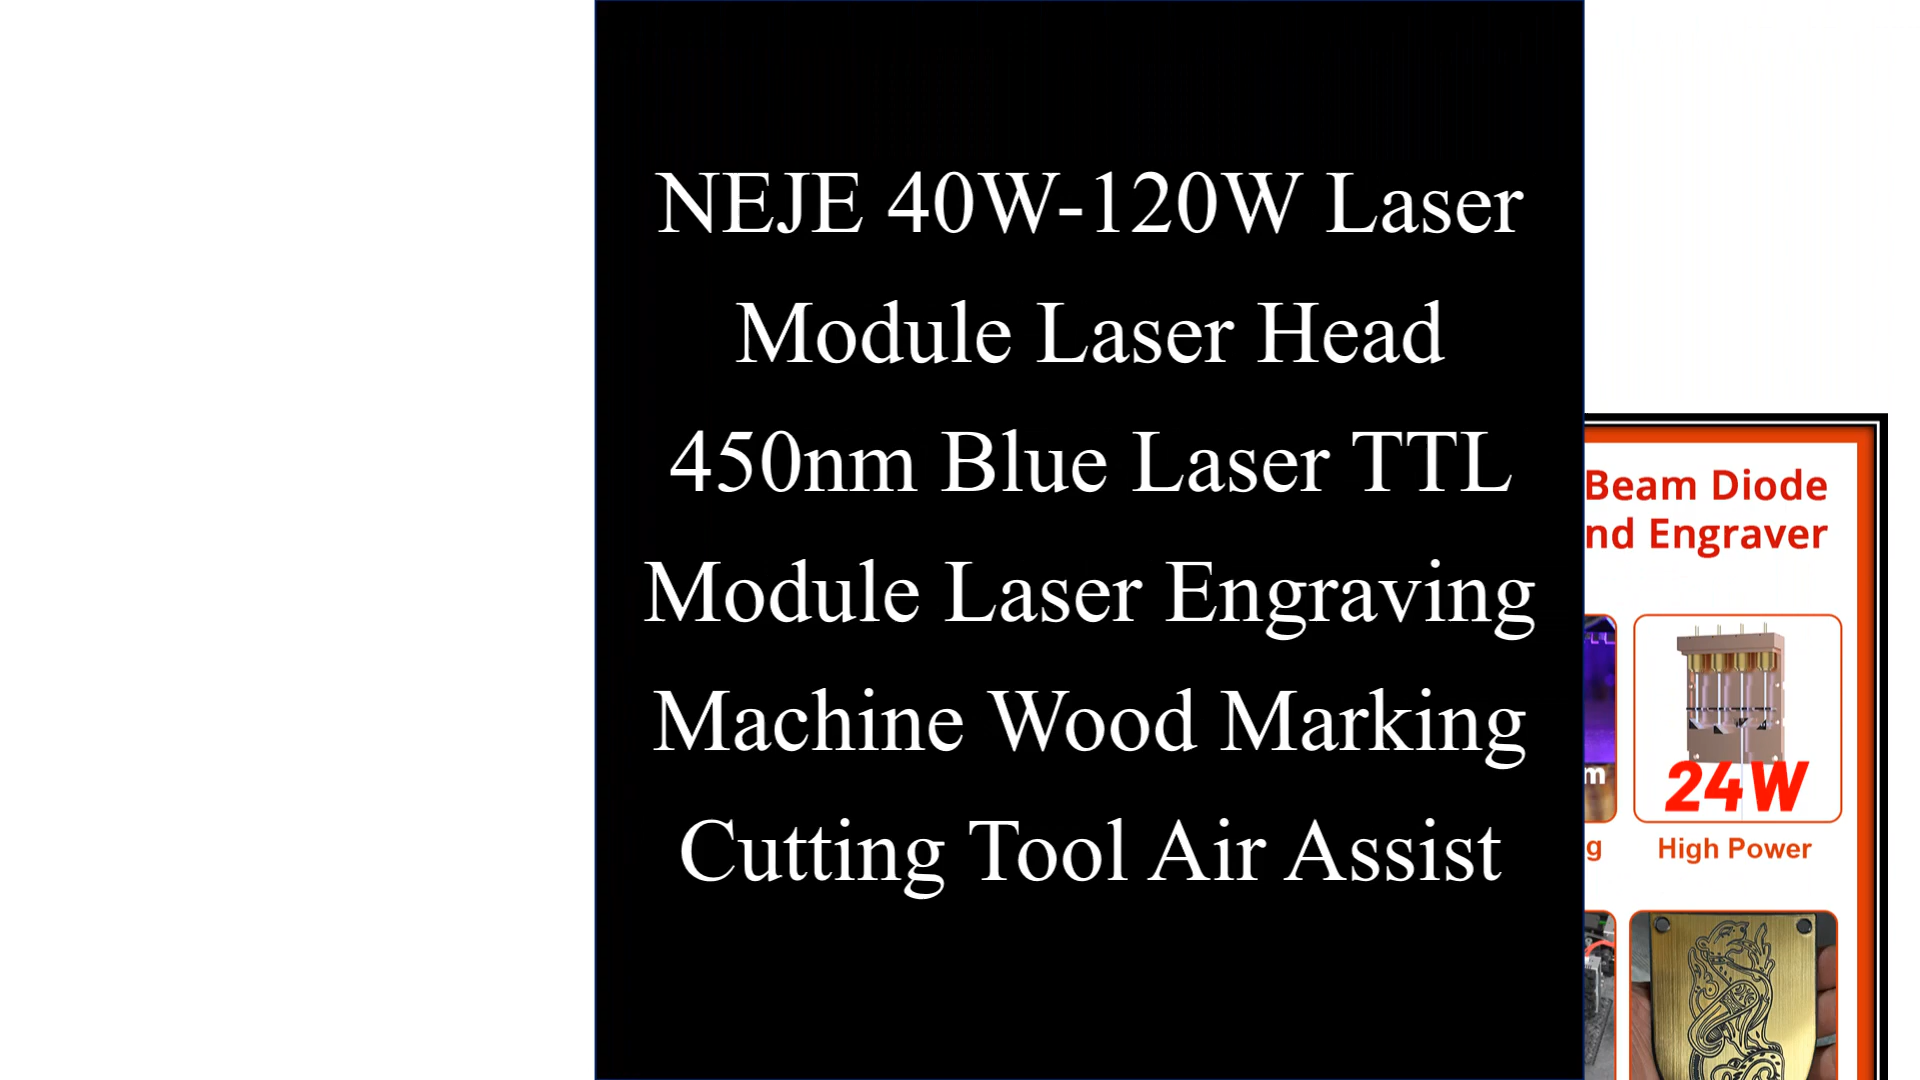 NEJE 40W-120W Laser
Module Laser Head
450nm Blue Laser TTL
Module Laser Engraving
Machine Wood Marking
Cutting Tool Air Assist
Beam Diode
nd Engraver
m
24W
g
High Power